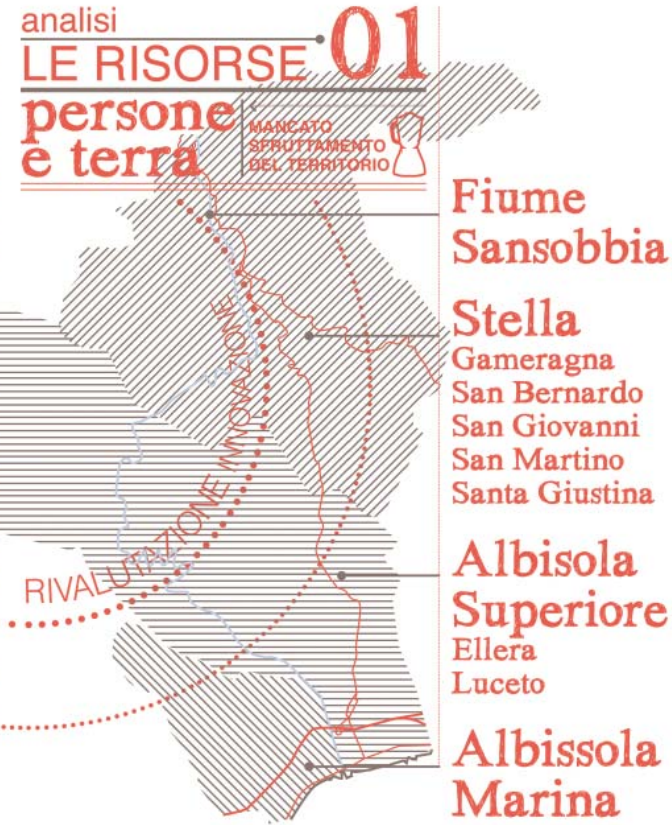 analisi
LE RISORSE 01
persone
e terra
MANCATO
SFRUTTAMENTO
DEL TERRITORIO
Fiume
Sansobbia
Stella
Gameragna
San Bernardo
San Giovanni
San Martino
Santa Giustina
RIVALUTAZIONE INNOVAZIONE
Albisola
Superiore
Ellera
Luceto
Albissola
Marina